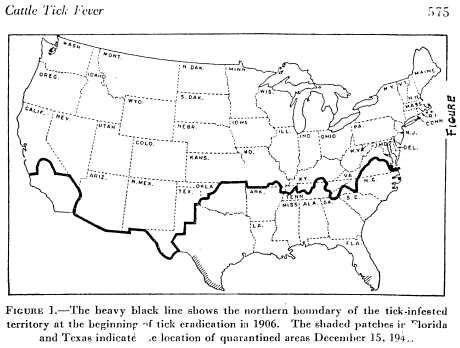 Cattle Tick Fever 575
WASH.
MONT.
N. DAK.
MINN.
MAINE
OREG.
IDAHO
WIS.
N.Y.
VT.
N.H.
MASS.
R.I.
CONN
WYO.
S. DAK.
IOWA
PA.
N.J.
CALIF.
NEV.
UTAH
NEBR.
ILL.
IND.
OHIO
DEL.
COLO.
KANS.
MO.
W.VA.
MD.
KY.
VA.
ARIZ.
N.MEX.
OKLA.
ARK.
TENN
N.C.
TEX.
MISS.
ALA.
GA.
S.C.
LA.
FLA.
FIGURE
FIGURE 1.—The heavy black line shows the northern boundary of the tick-infested
territory at the beginning of tick eradication in 1906. The shaded patches in Florida
and Texas indicate location of quarantined areas December 15,